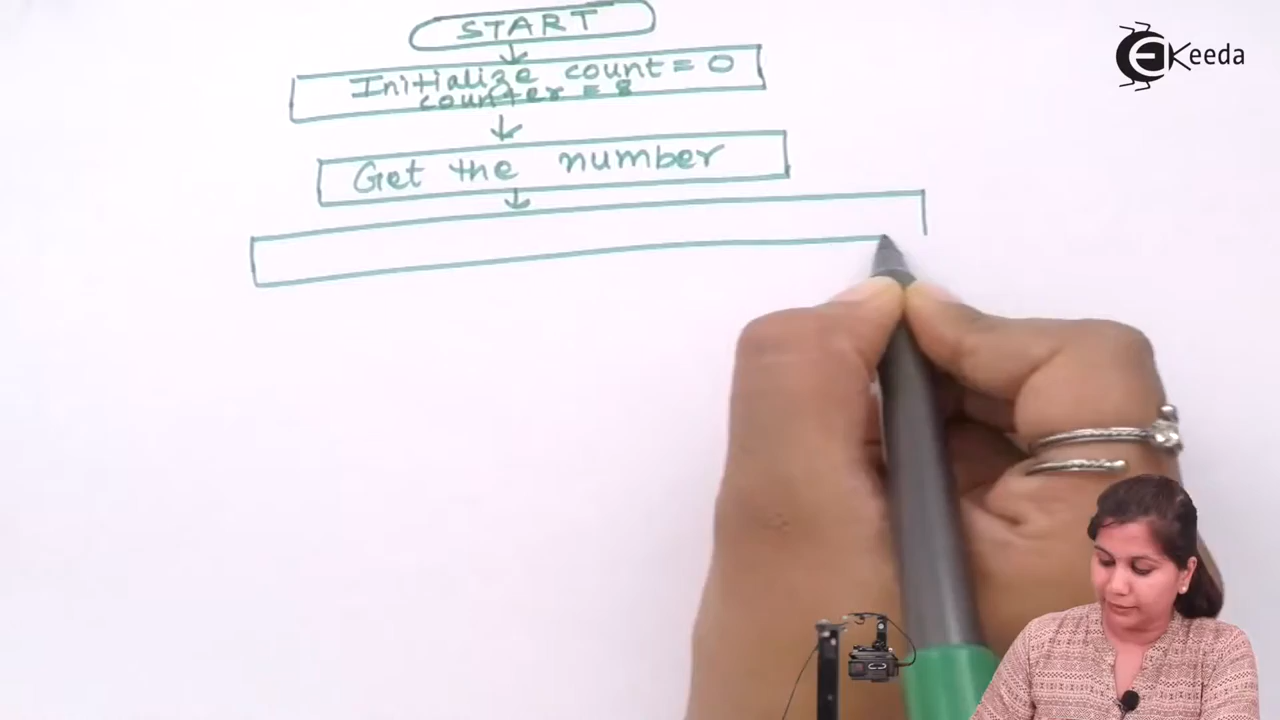 START
Initialize count = 0
counter = 8
Get the number
EKeeda